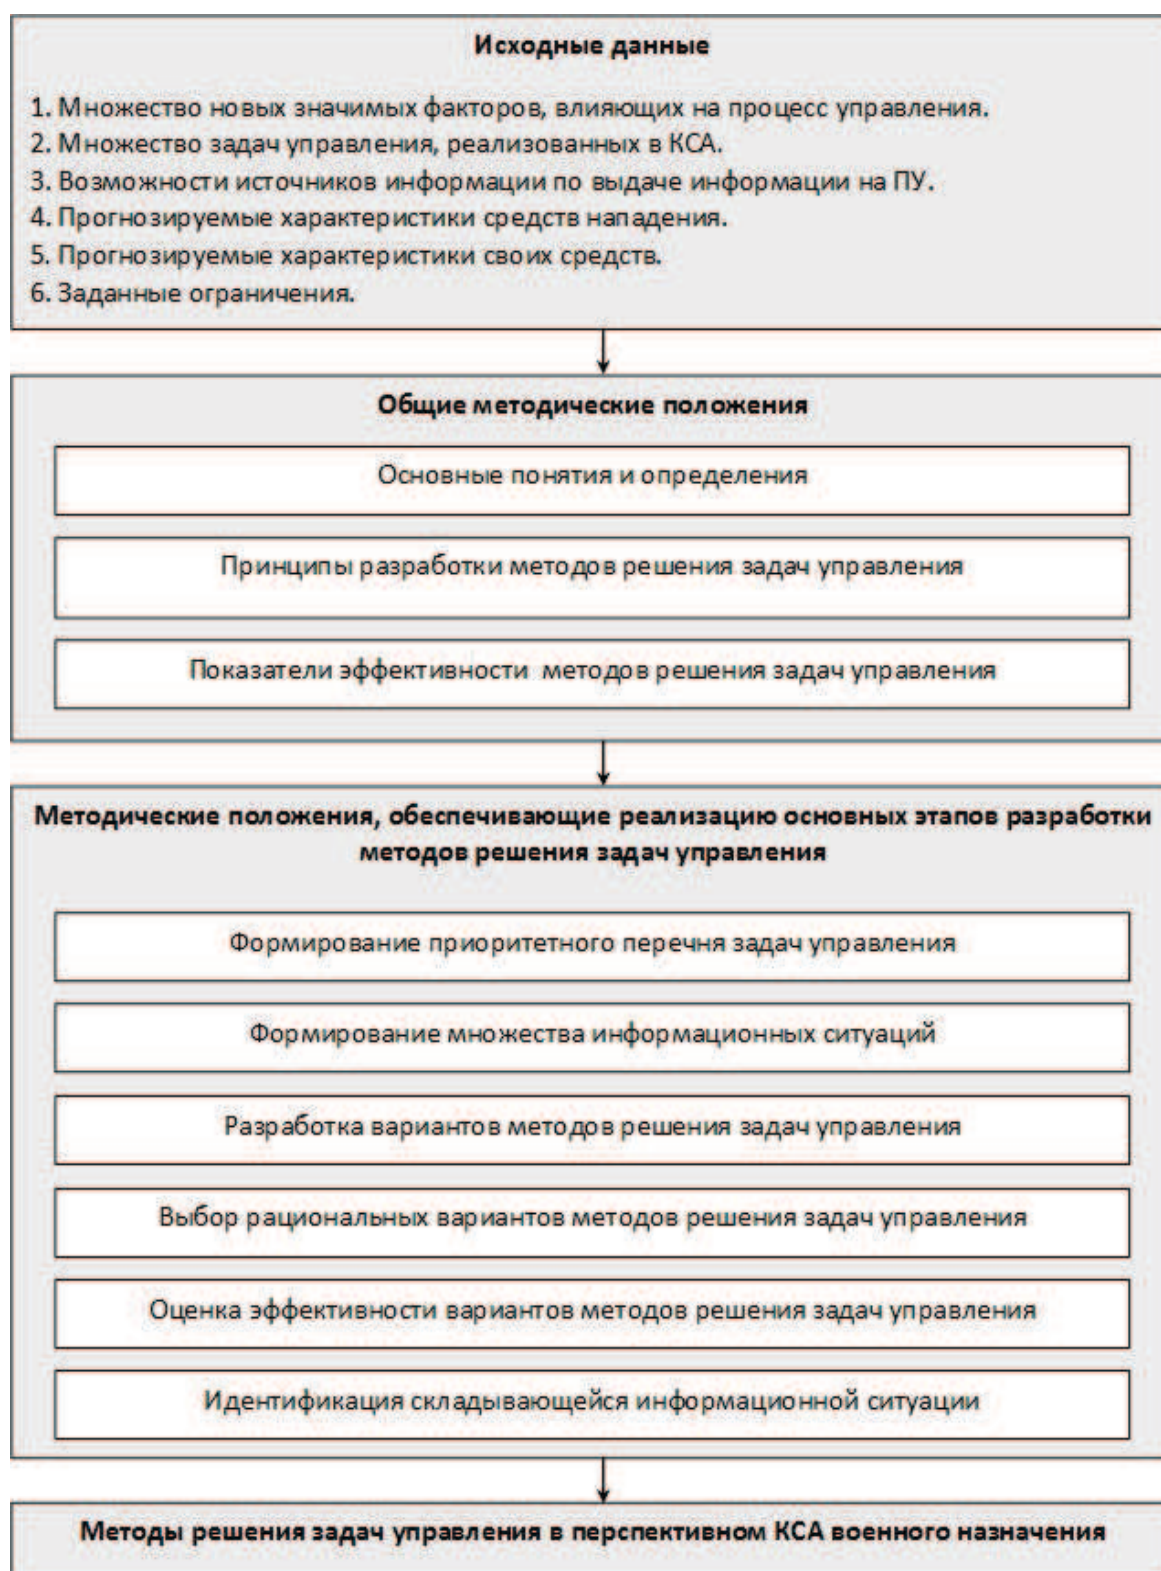 Исходные данные
1. Множество новых значимых факторов, влияющих на процесс управления.
2. Множество задач управления, реализованных в КСА.
3. Возможности источников информации по выдаче информации на ПУ.
4. Прогнозируемые характеристики средств нападения.
5. Прогнозируемые характеристики своих средств.
6. Заданные ограничения.
Общие методические положения
Основные понятия и определения
Принципы разработки методов решения задач управления
Показатели эффективности методов решения задач управления
Методические положения, обеспечивающие реализацию основных этапов разработки
методов решения задач управления
Формирование приоритетного перечня задач управления
Формирование множества информационных ситуаций
Разработка вариантов методов решения задач управления
Выбор рациональных вариантов методов решения задач управления
Оценка эффективности вариантов методов решения задач управления
Идентификация складывающейся информационной ситуации
Методы решения задач управления в перспективном КСА военного назначения